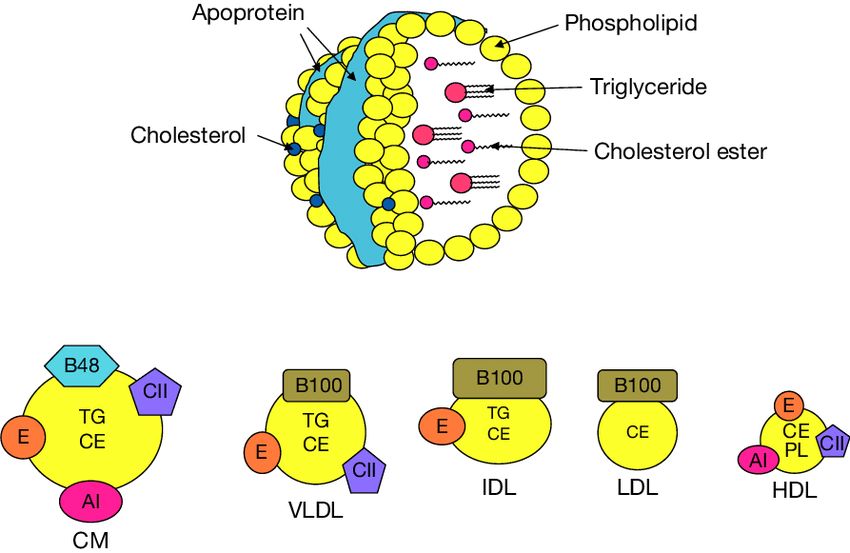 Apoprotein
Phospholipid
Triglyceride
Cholesterol
Cholesterol ester
B48
CII
TG
CE
E
AI
CM
B100
TG
CE
E
CII
VLDL
B100
TG
CE
E
IDL
B100
CE
LDL
E
CE
PL
CII
AI
HDL